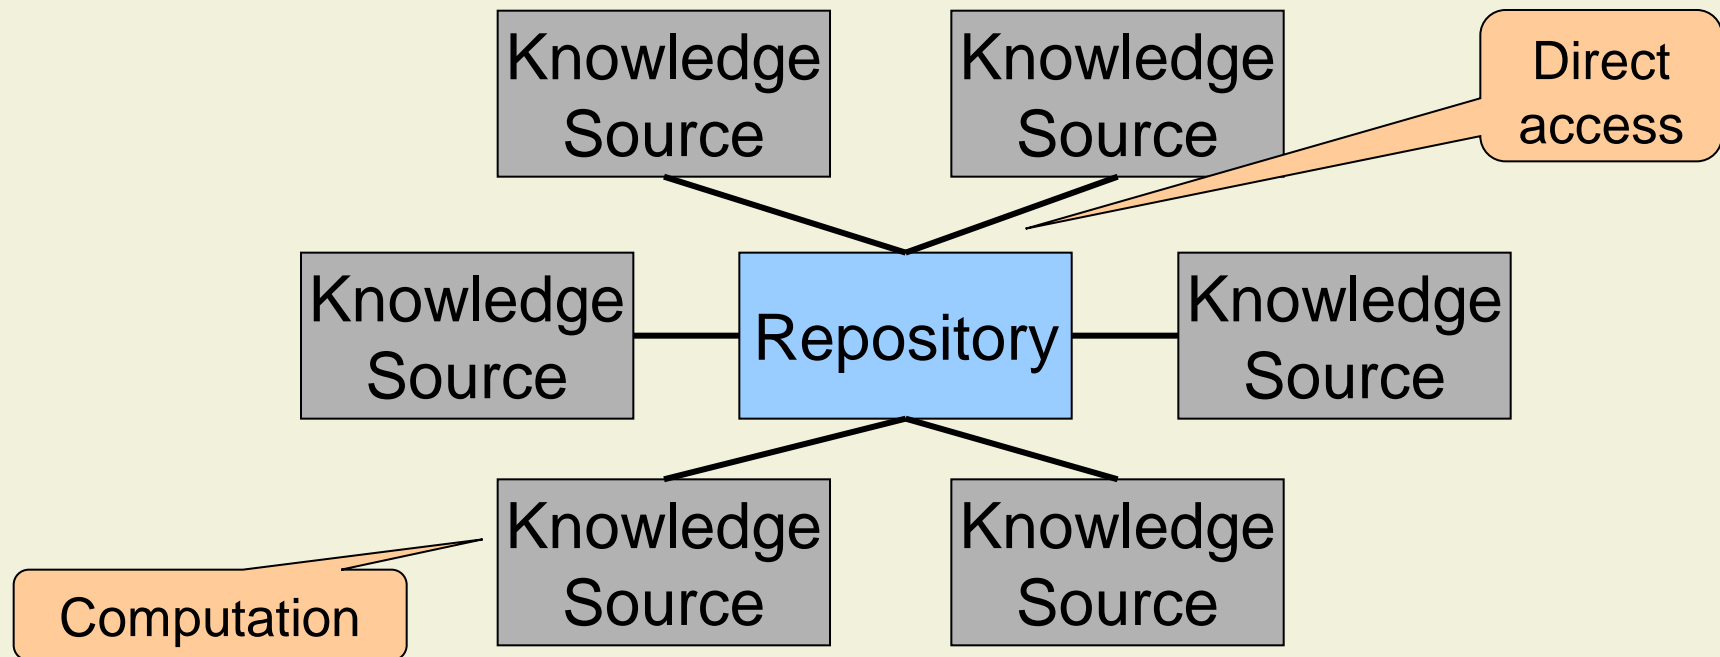 Knowledge
Source
Knowledge
Source
Direct
access
Knowledge
Source
Repository
Knowledge
Source
Knowledge
Source
Knowledge
Source
Computation